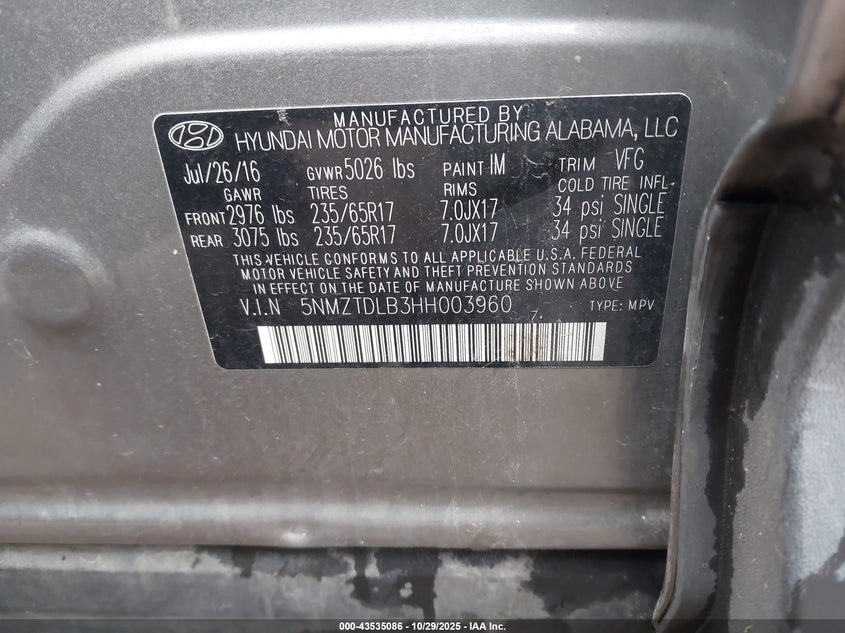 MANUFACTURED BY
HYUNDAI MOTOR MANUFACTURING ALABAMA, LLC
Jul/26/16 GVWR 5026 lbs PAINT IM TRIM VFG
GAWR TIRES RIMS COLD TIRE INFL.
FRONT 2976 lbs 235/65R17 7.0JX17 34 psi SINGLE
REAR 3075 lbs 235/65R17 7.0JX17 34 psi SINGLE
THIS VEHICLE CONFORMS TO ALL APPLICABLE U.S.A. FEDERAL
MOTOR VEHICLE SAFETY AND THEFT PREVENTION STANDARDS
IN EFFECT ON THE DATE OF MANUFACTURE SHOWN ABOVE
V.I.N 5NMZTDLB3HH003960 TYPE: MPV
7.
000-43535086 - 10/29/2025 - IAA Inc.